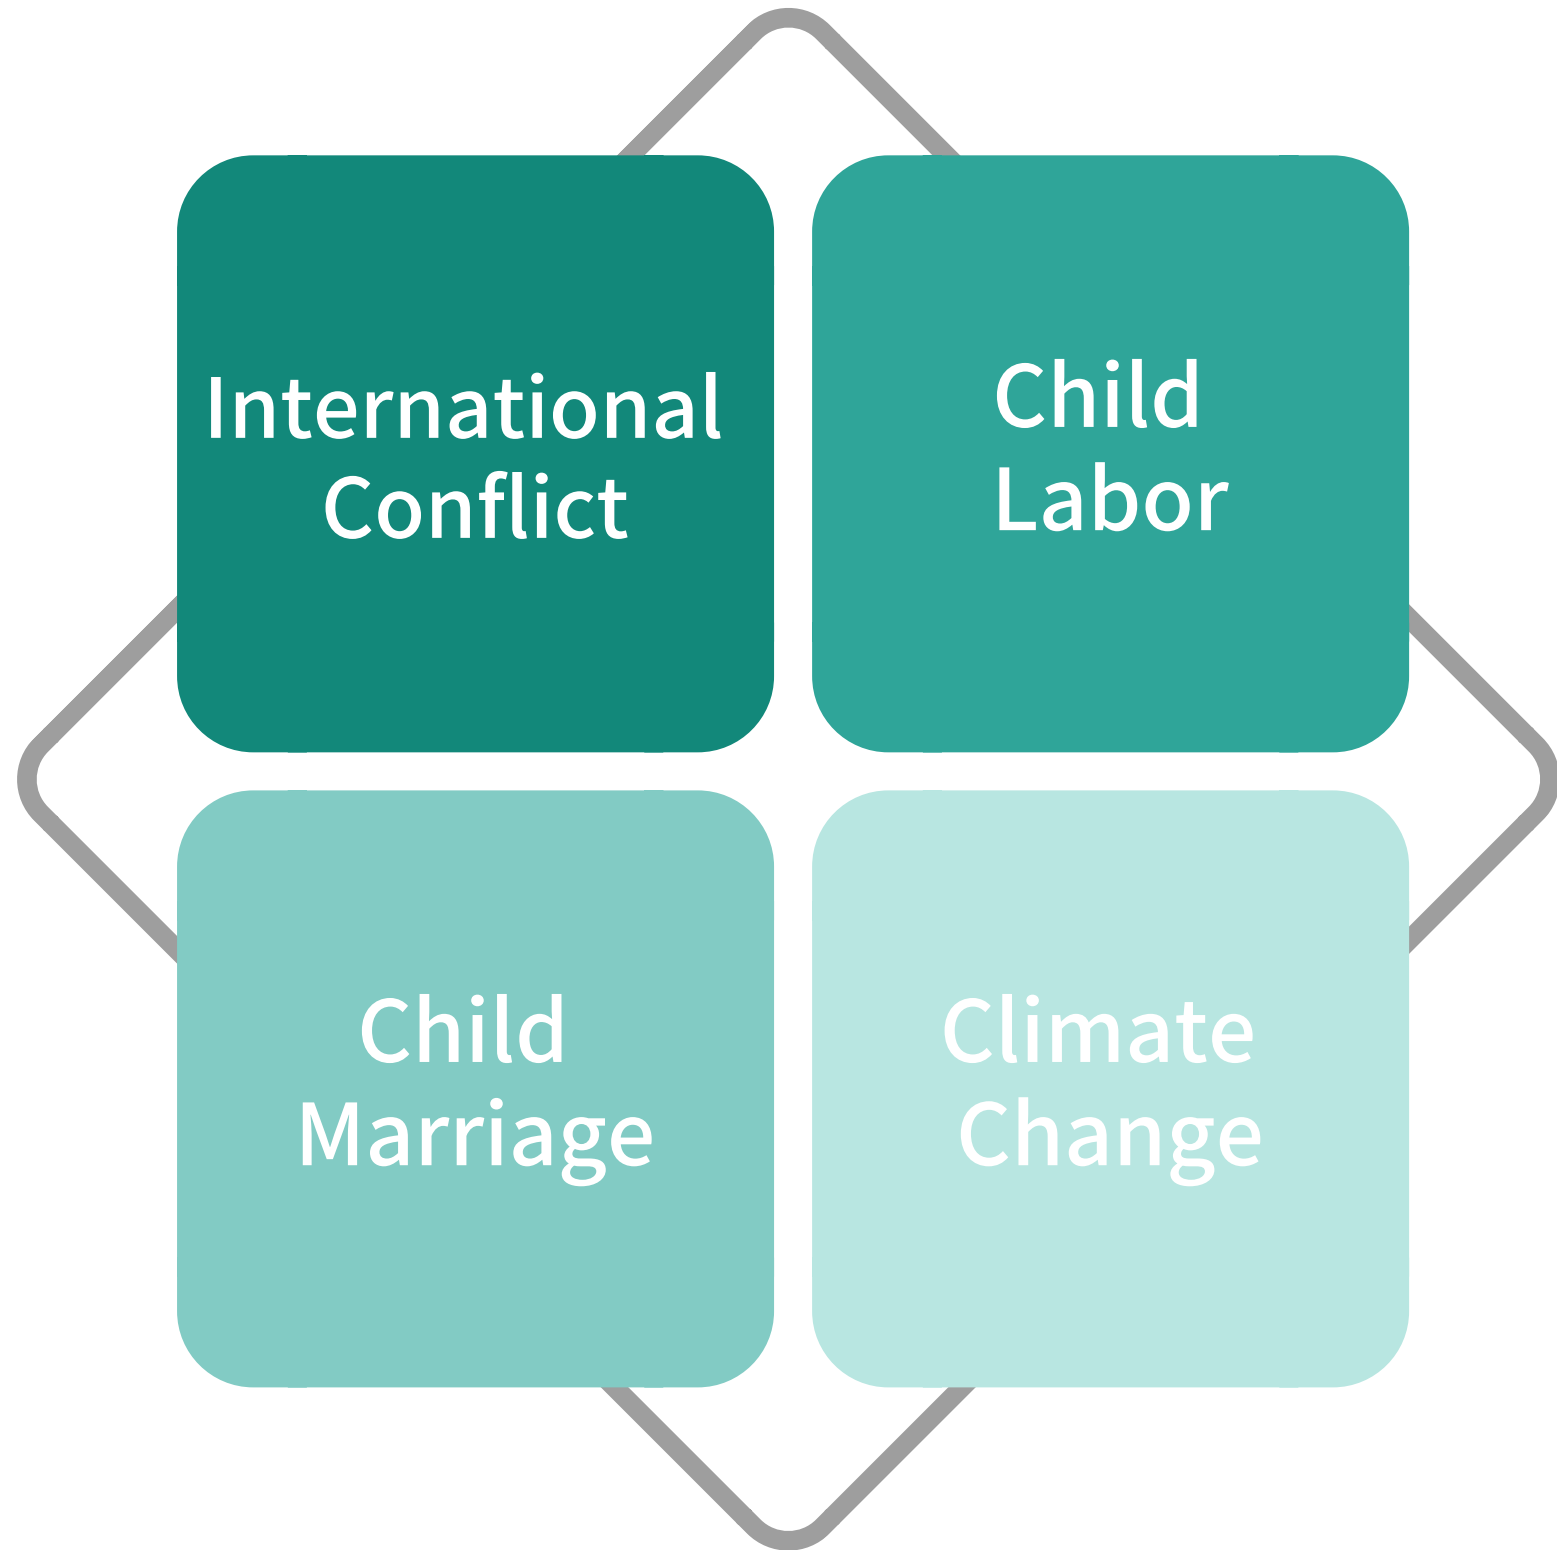 International
Conflict
Child
Labor
Child
Marriage
Climate
Change